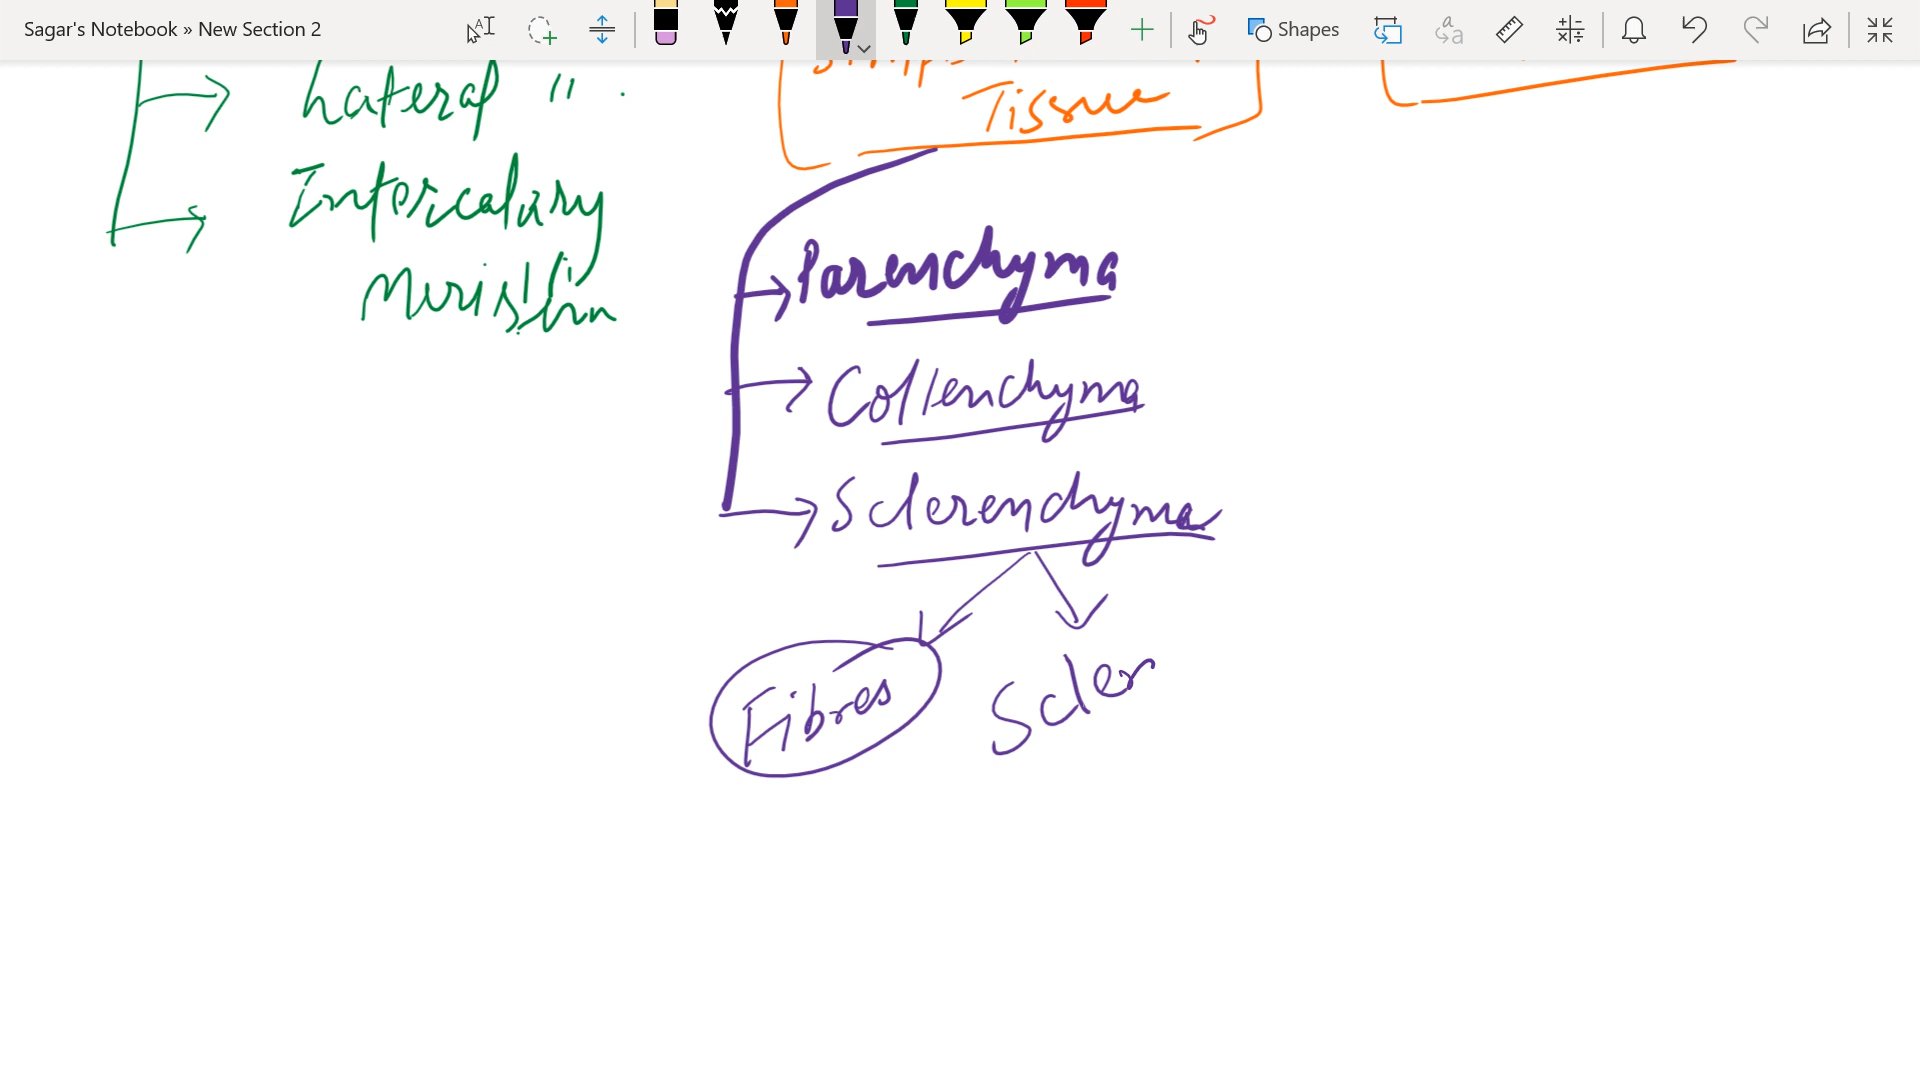 Sagar's Notebook » New Section 2
Shapes
Lateral " .
Intercalary
Meristem
Tissue
Parenchyma
Collenchyma
Sclerenchyma
Fibres
Scler